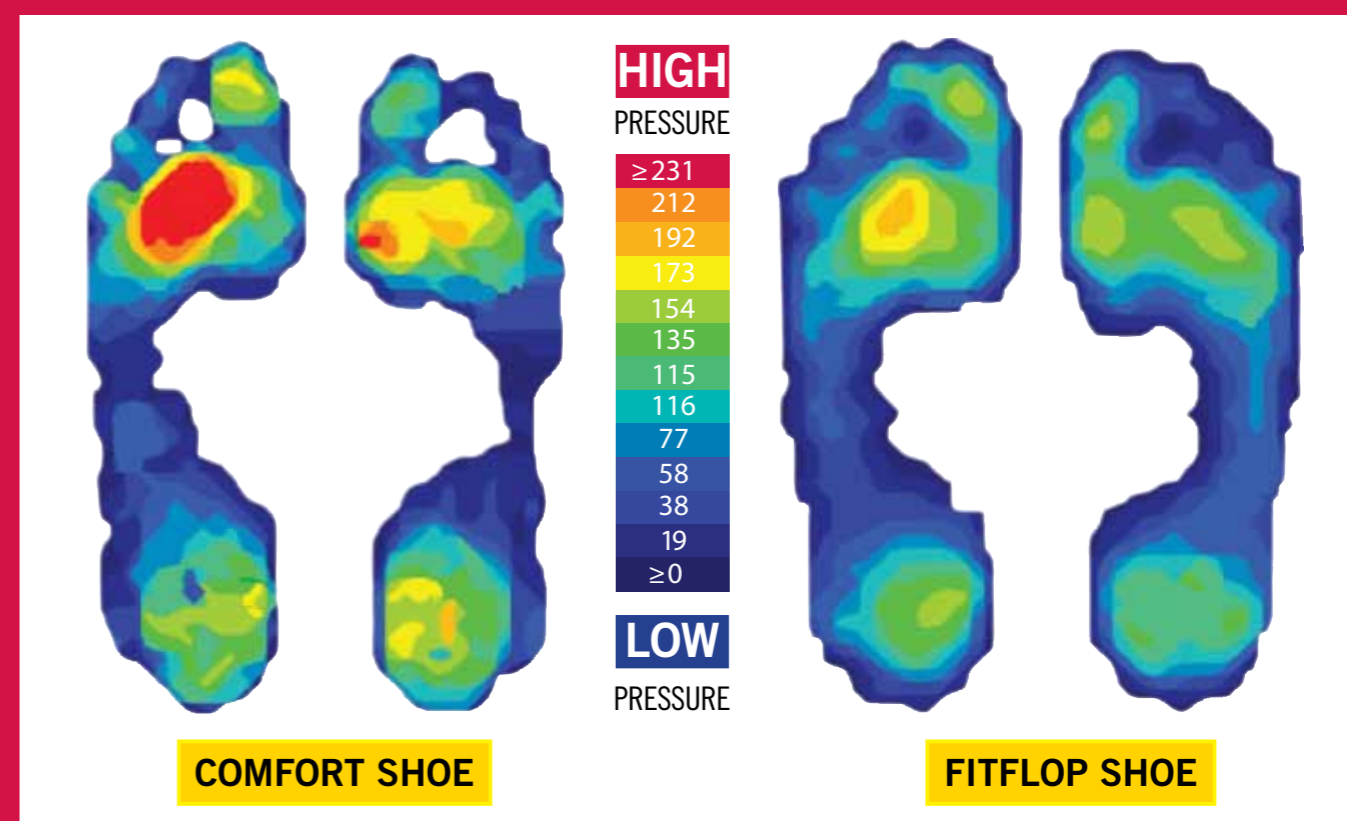 HIGH
PRESSURE
≥231
212
192
173
154
135
115
116
77
58
38
19
≥0
LOW
PRESSURE
COMFORT SHOE
FITFLOP SHOE